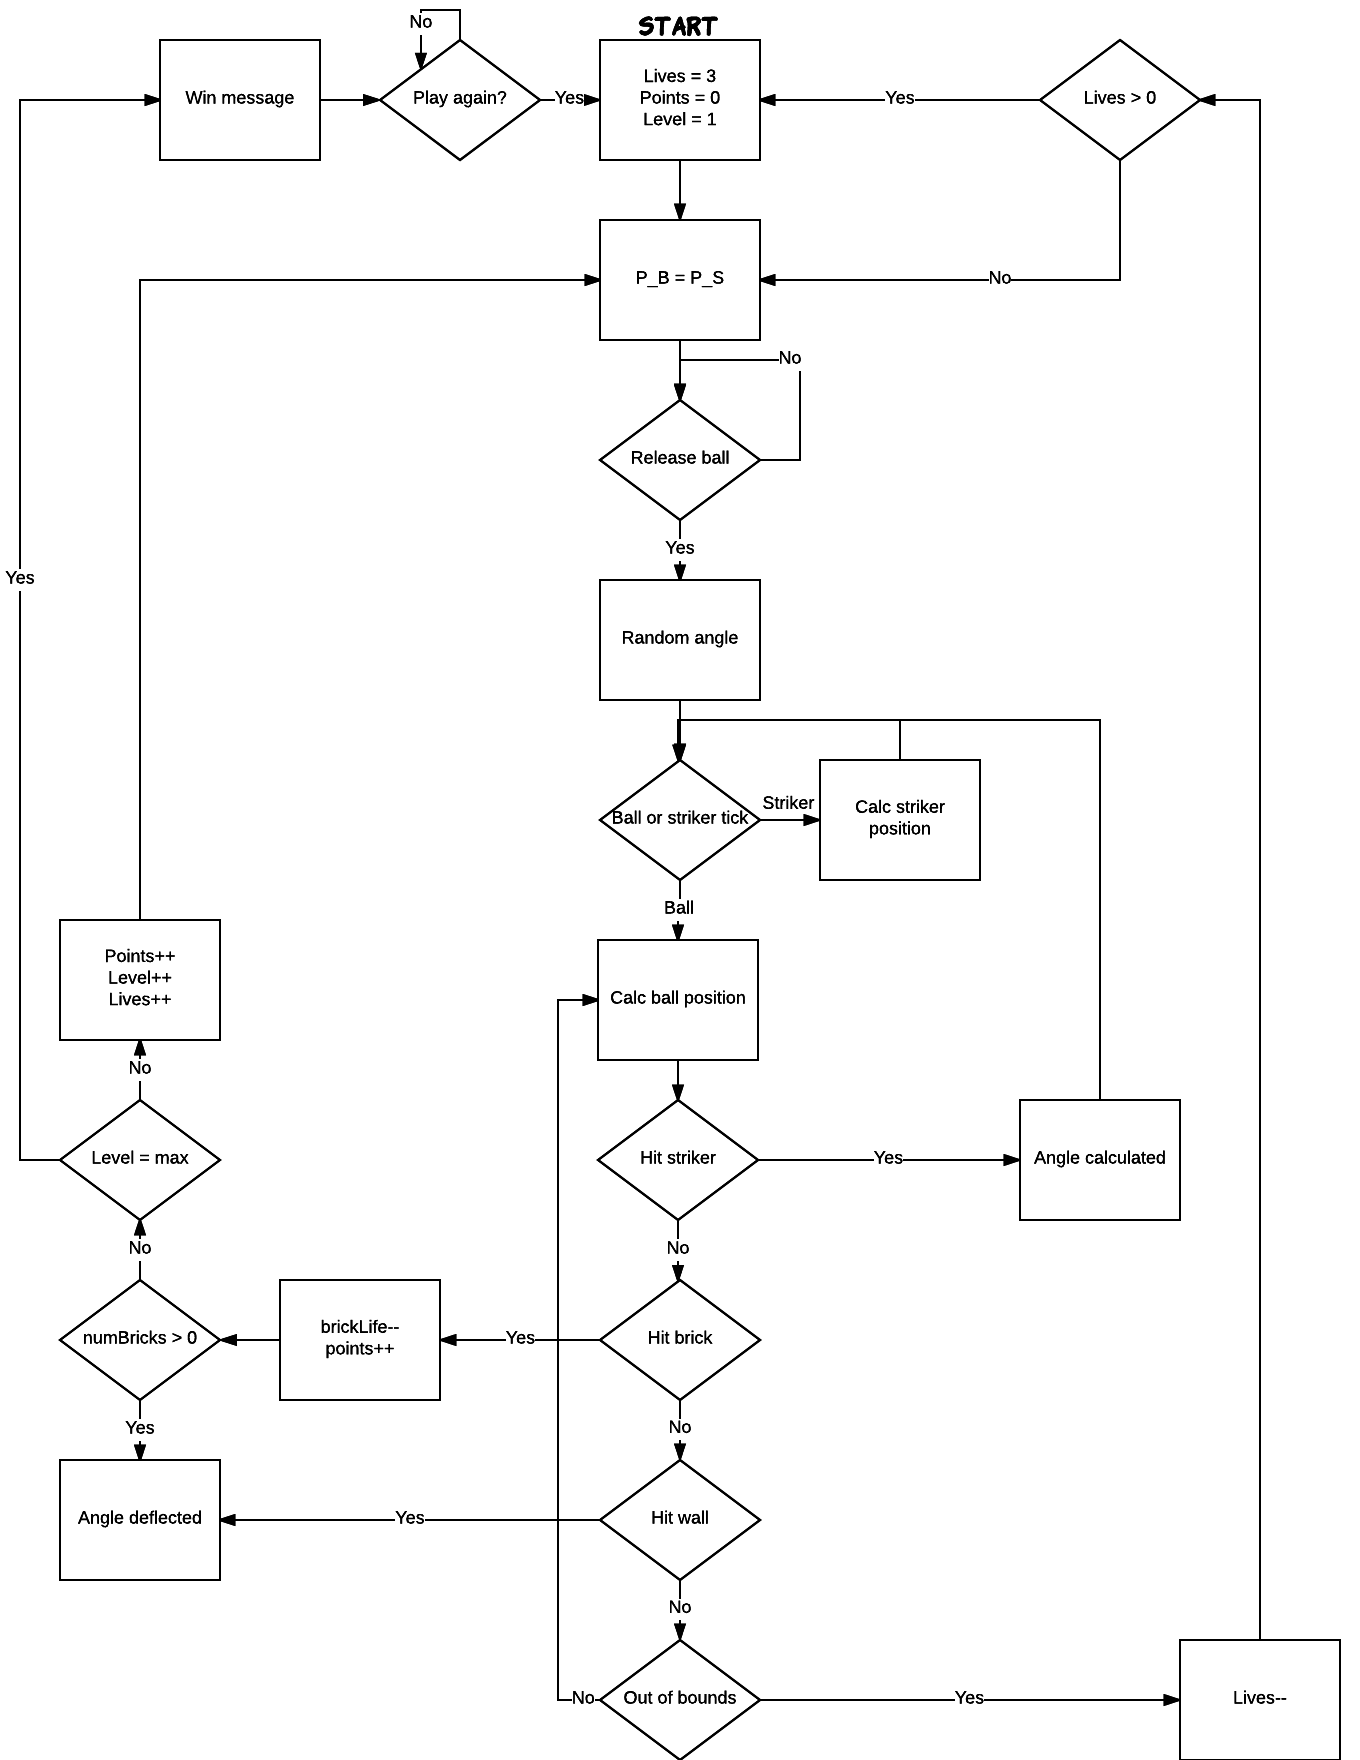 START
No
Win message
Play again?
Yes
Lives = 3
Points = 0
Level = 1
Yes
Lives > 0
P_B = P_S
No
No
Release ball
Yes
Yes
Random angle
Ball or striker tick
Striker
Calc striker
position
Ball
Points++
Level++
Lives++
Calc ball position
No
Level = max
Hit striker
Yes
Angle calculated
No
No
numBricks > 0
brickLife--
points++
Yes
Hit brick
Yes
No
Angle deflected
Yes
Hit wall
No
No
Out of bounds
Yes
Lives--